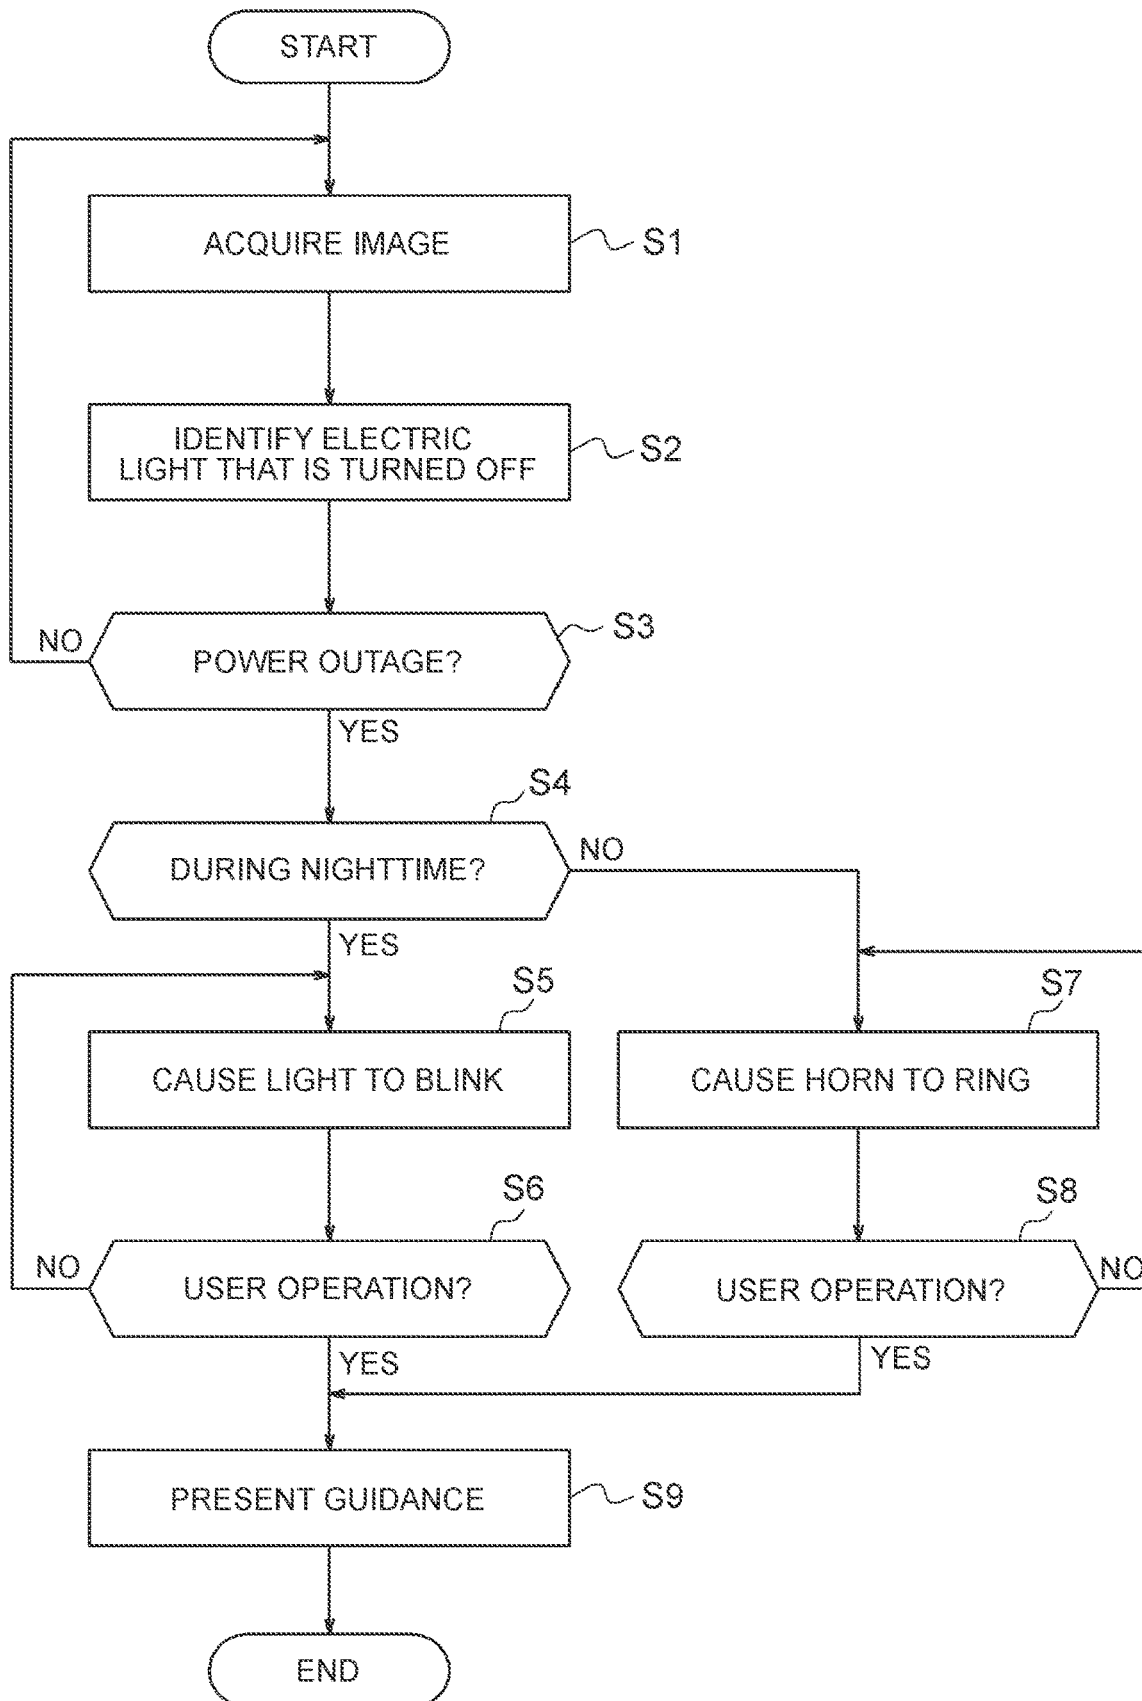 START
ACQUIRE IMAGE
S1
IDENTIFY ELECTRIC
LIGHT THAT IS TURNED OFF
S2
S3
NO
POWER OUTAGE?
YES
S4
DURING NIGHTTIME?
NO
YES
S5
S7
CAUSE LIGHT TO BLINK
CAUSE HORN TO RING
S6
S8
NO
USER OPERATION?
USER OPERATION?
NO
YES
YES
PRESENT GUIDANCE
S9
END